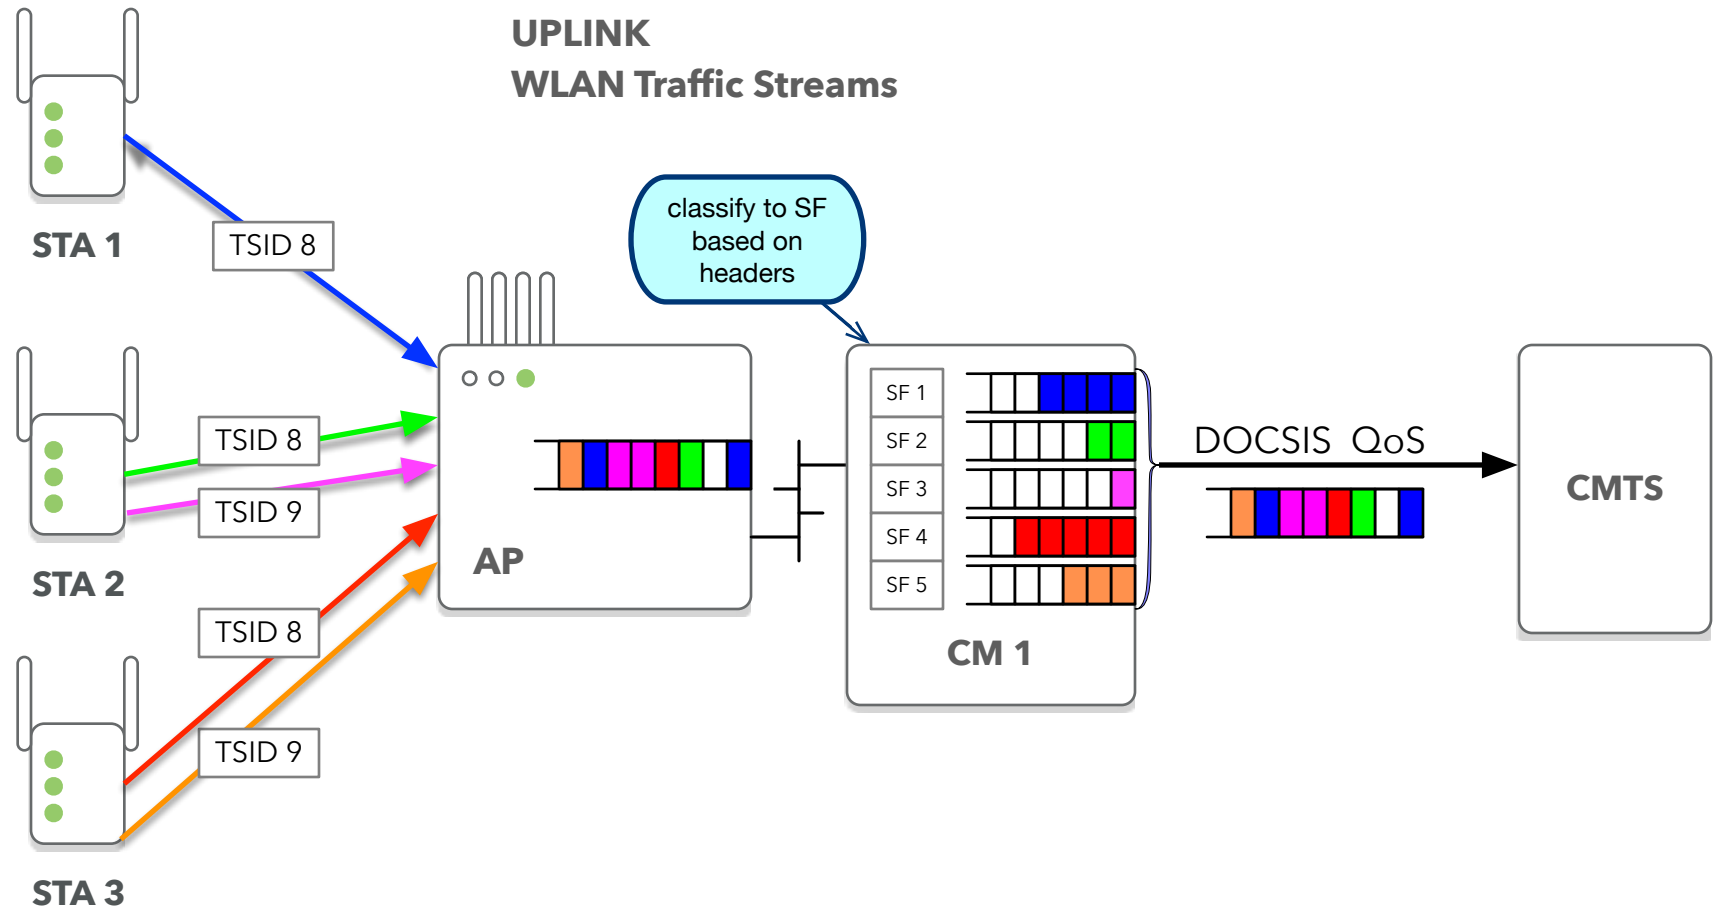 UPLINK
WLAN Traffic Streams
STA 1
TSID 8
classify to SF
based on
headers
STA 2
TSID 8
TSID 9
STA 3
TSID 8
TSID 9
AP
SF 1
SF 2
SF 3
SF 4
SF 5
CM 1
DOCSIS QoS
CMTS